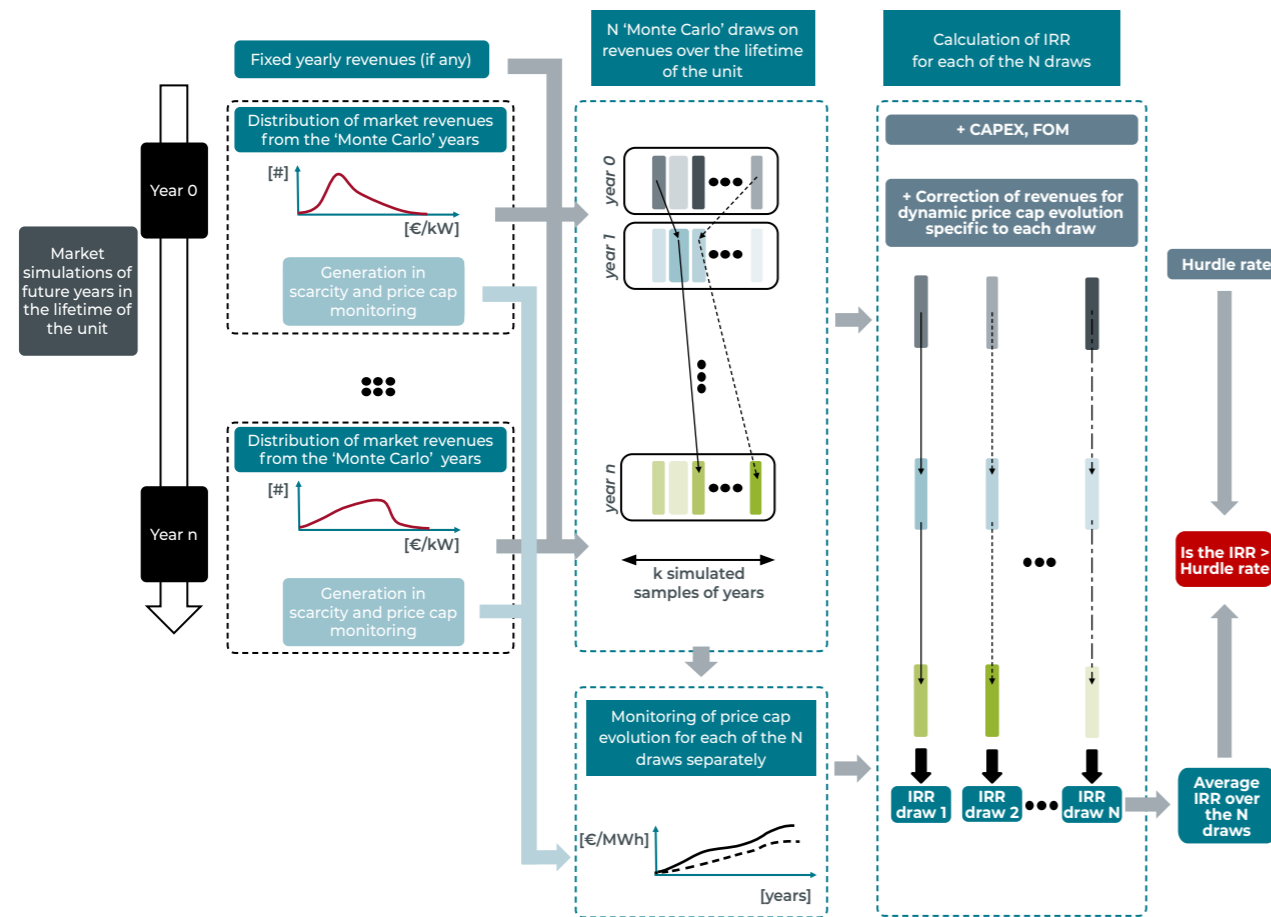 Market
simulations of
future years in
the lifetime of
the unit
Year 0
Year n
Fixed yearly revenues (if any)
Distribution of market revenues
from the ‘Monte Carlo’ years
[#]
[€/kW]
Generation in
scarcity and price cap
monitoring
Distribution of market revenues
from the ‘Monte Carlo’ years
[#]
[€/kW]
Generation in
scarcity and price cap
monitoring
N ‘Monte Carlo’ draws on
revenues over the lifetime
of the unit
year 0
year 1
year n
k simulated
samples of years
Monitoring of price cap
evolution for each of the N
draws separately
[€/MWh]
[years]
Calculation of IRR
for each of the N draws
+ CAPEX, FOM
+ Correction of revenues for
dynamic price cap evolution
specific to each draw
IRR
draw 1
IRR
draw 2
IRR
draw N
Hurdle rate
Is the IRR >
Hurdle rate
Average
IRR over
the N
draws